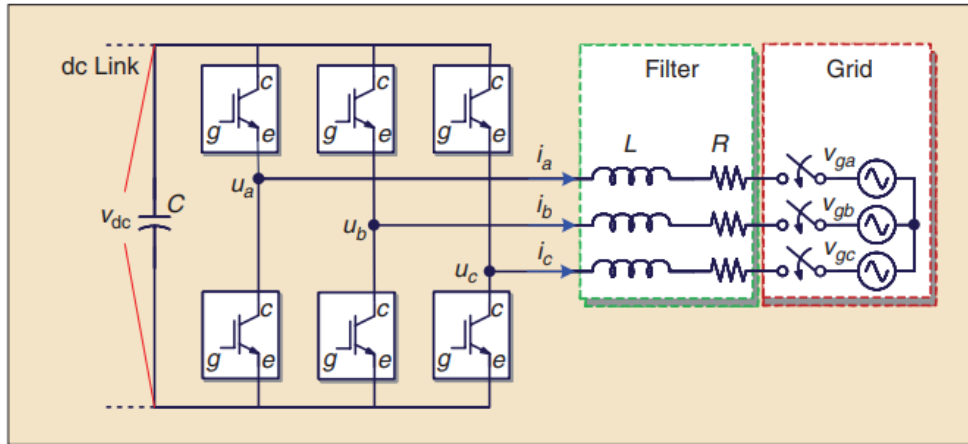 dc Link
Filter
Grid
c
c
c
g
e
g
e
g
e
L
R
i_a
v_ga
u_a
v_dc
C
i_b
v_gb
u_b
i_c
v_gc
u_c
c
c
c
g
e
g
e
g
e